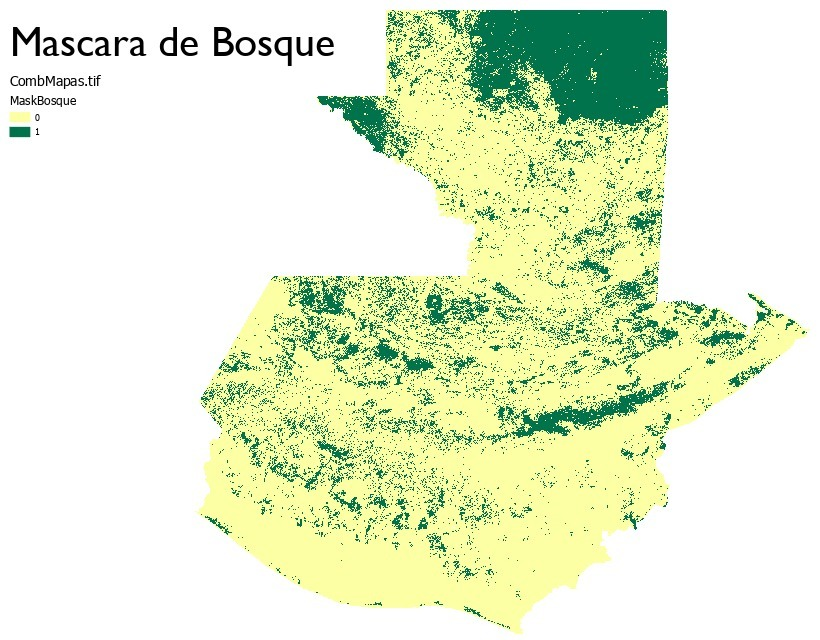 Mascara de Bosque
CombMapas.tif
MaskBosque
0
1